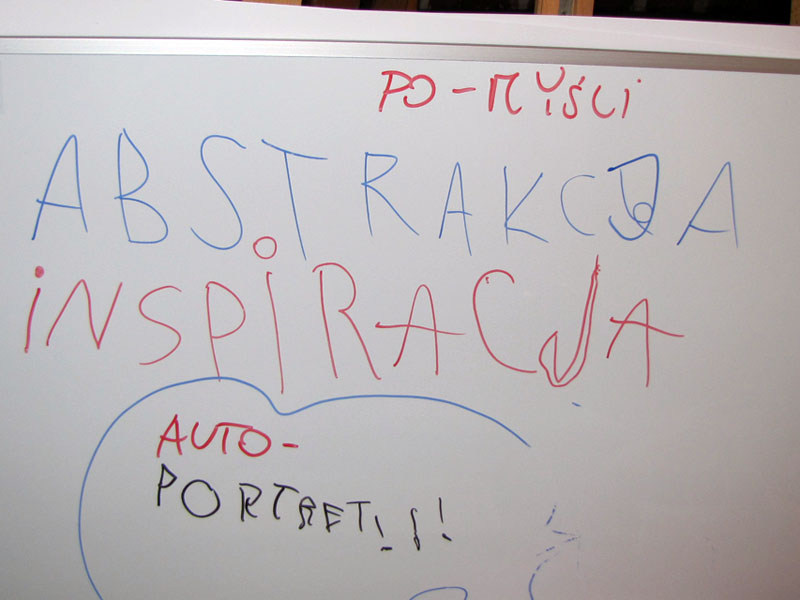 PO-MYŚLI
ABSTRAKCJA
iNSPiRACJA
AUTO-
PORTRET!!!